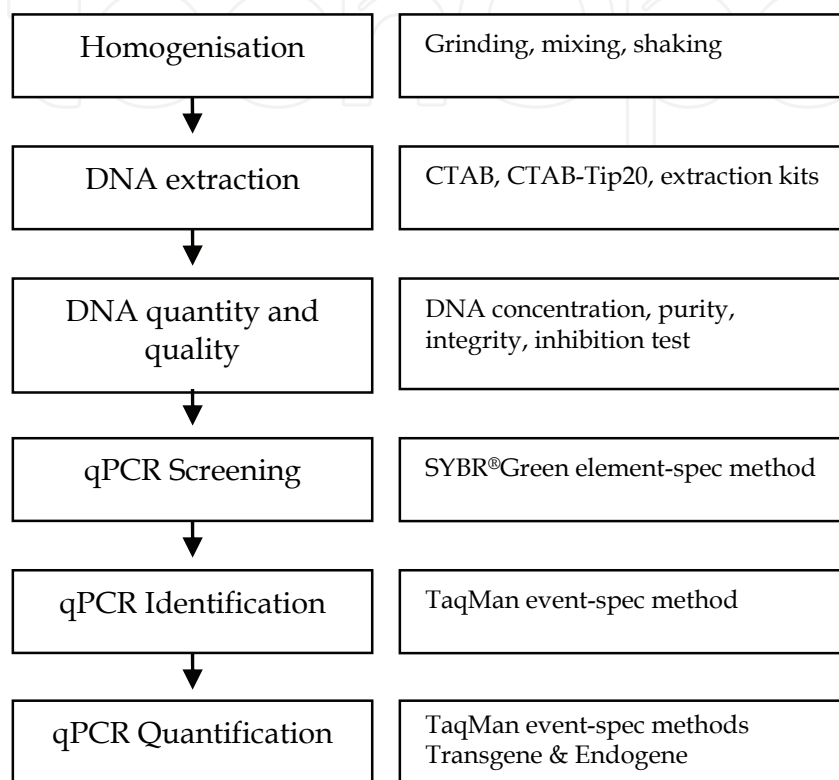 Homogenisation
Grinding, mixing, shaking
DNA extraction
CTAB, CTAB-Tip20, extraction kits
DNA quantity and
quality
DNA concentration, purity,
integrity, inhibition test
qPCR Screening
SYBR®Green element-spec method
qPCR Identification
TaqMan event-spec method
qPCR Quantification
TaqMan event-spec methods
Transgene & Endogene